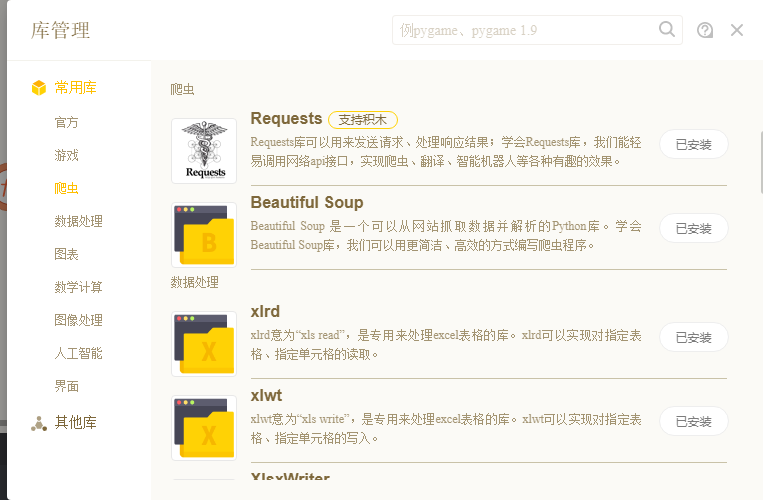 库管理
例pygame、pygame 1.9
常用库
官方
游戏
爬虫
数据处理
图表
数学计算
图像处理
人工智能
界面
其他库
爬虫
Requests
Requests 支持积木
Requests库可以用来发送请求、处理响应结果；学会Requests库，我们能轻
易调用网络api接口，实现爬虫、翻译、智能机器人等各种有趣的效果。
已安装
B
Beautiful Soup
Beautiful Soup 是一个可以从网站抓取数据并解析的Python库。学会
Beautiful Soup库，我们可以用更简洁、高效的方式编写爬虫程序。
已安装
数据处理
X
xlrd
xlrd意为“xls read”，是专用来处理excel表格的库。xlrd可以实现对指定表
格、指定单元格的读取。
已安装
X
xlwt
xlwt意为“xls write”，是专用来处理excel表格的库。xlwt可以实现对指定表
格、指定单元格的写入。
已安装
XlsxWriter